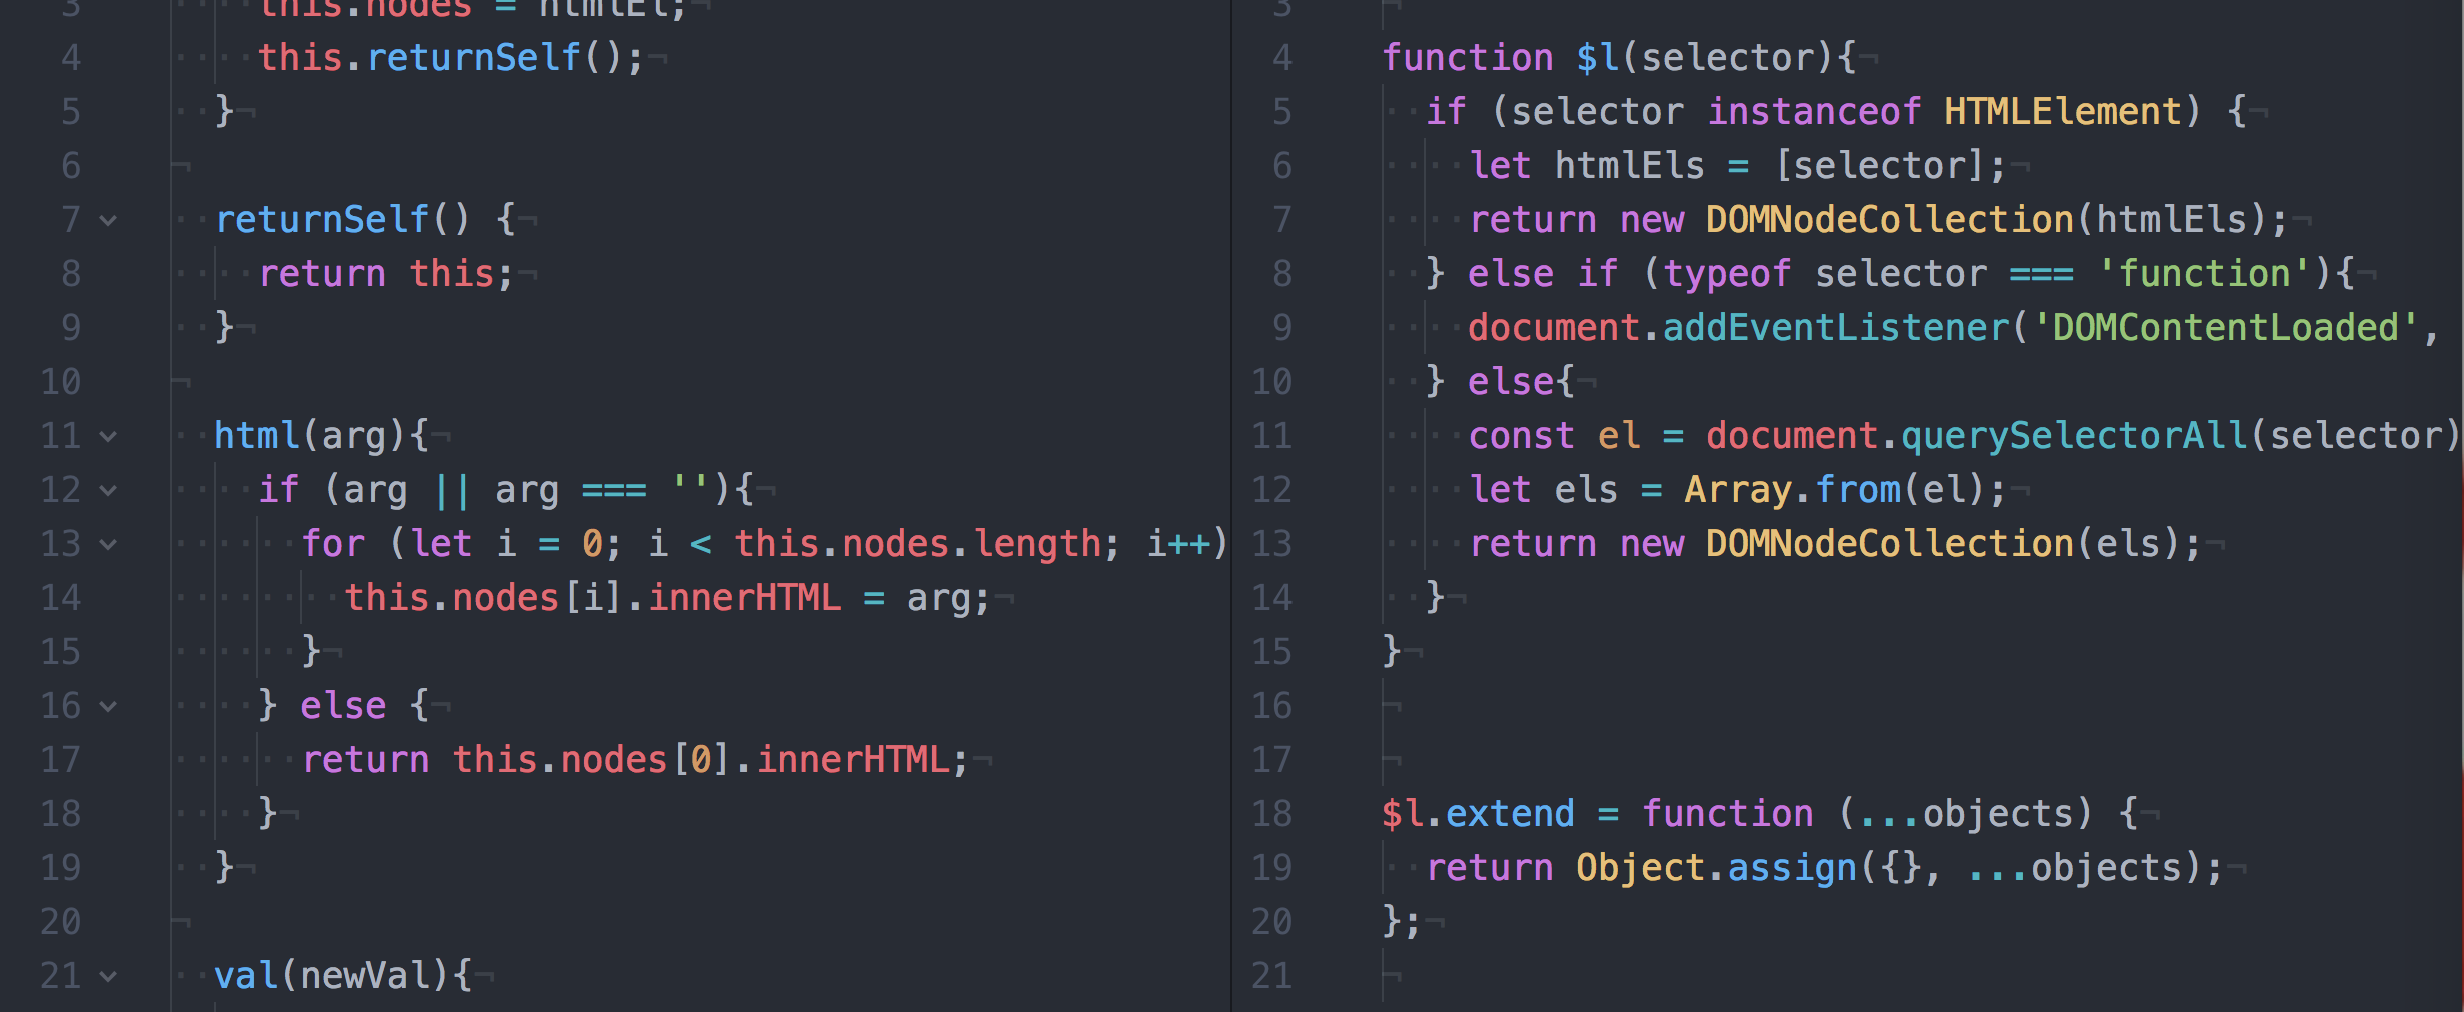 3 this.nodes = htmlEl;
4 this.returnSelf();
5 }
6
7 returnSelf() {
8 return this;
9 }
10
11 html(arg){
12 if (arg || arg === ''){
13 for (let i = 0; i < this.nodes.length; i++)
14 this.nodes[i].innerHTML = arg;
15 }
16 } else {
17 return this.nodes[0].innerHTML;
18 }
19 }
20
21 val(newVal){
3
4 function $l(selector){
5 if (selector instanceof HTMLElement) {
6 let htmlEls = [selector];
7 return new DOMNodeCollection(htmlEls);
8 } else if (typeof selector === 'function'){
9 document.addEventListener('DOMContentLoaded',
10 } else{
11 const el = document.querySelectorAll(selector)
12 let els = Array.from(el);
13 return new DOMNodeCollection(els);
14 }
15 }
16
17
18 $l.extend = function (...objects) {
19 return Object.assign({}, ...objects);
20 };
21